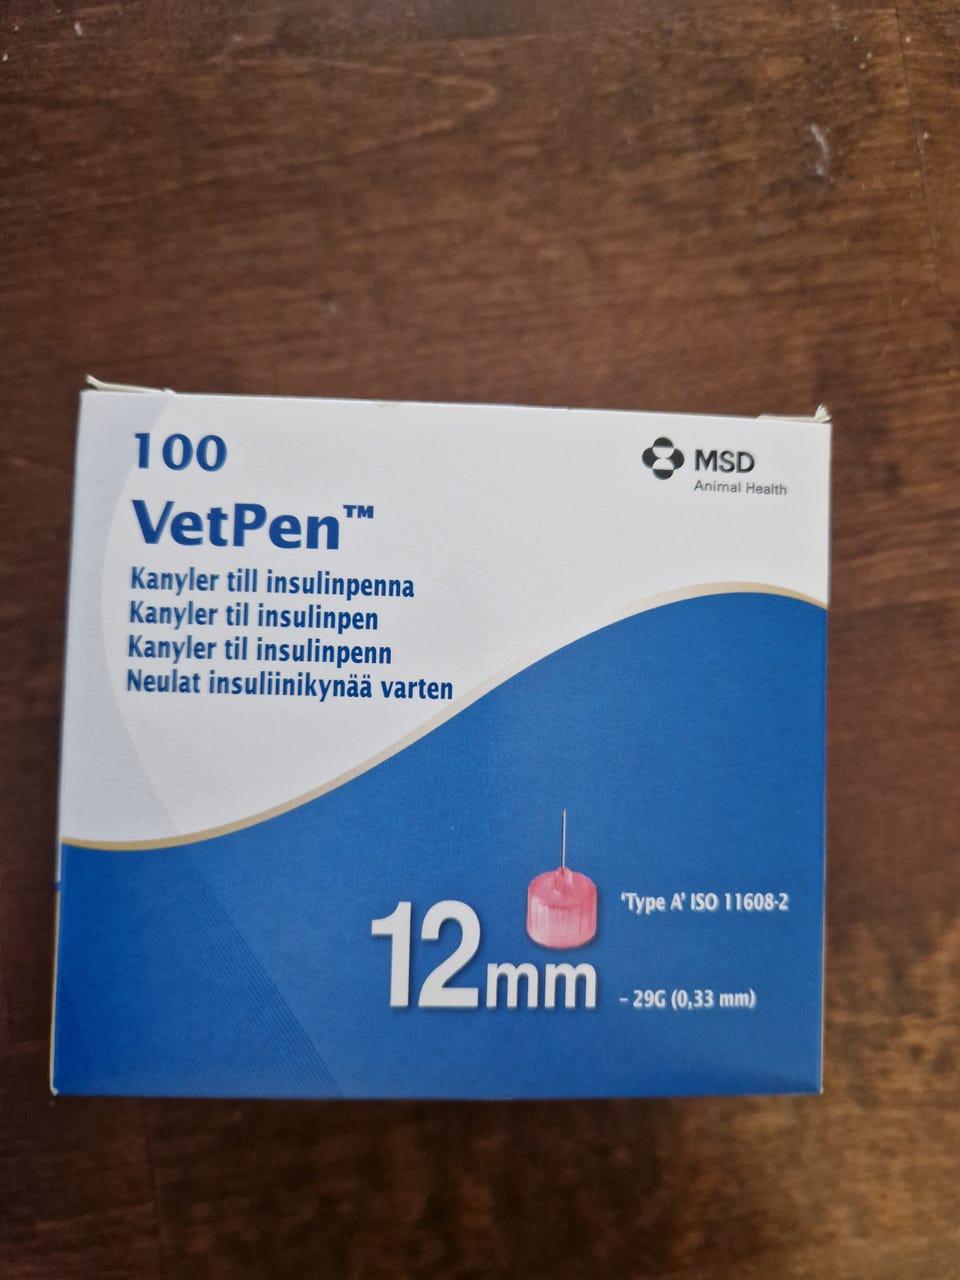 100
VetPen™
Kanyler till insulinpenna
Kanyler til insulinpen
Kanyler til insulinpenn
Neulat insuliinikynää varten
MSD
Animal Health
12mm
‘Type A’ ISO 11608-2
– 29G (0,33 mm)